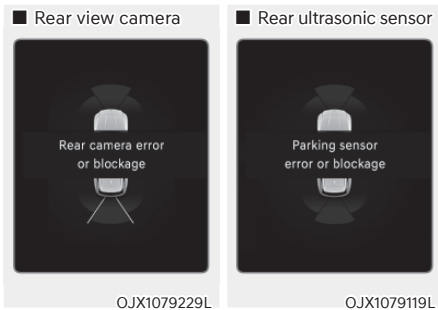 ■ Rear view camera
Rear camera error
or blockage
OJX1079229L
■ Rear ultrasonic sensor
Parking sensor
error or blockage
OJX1079119L